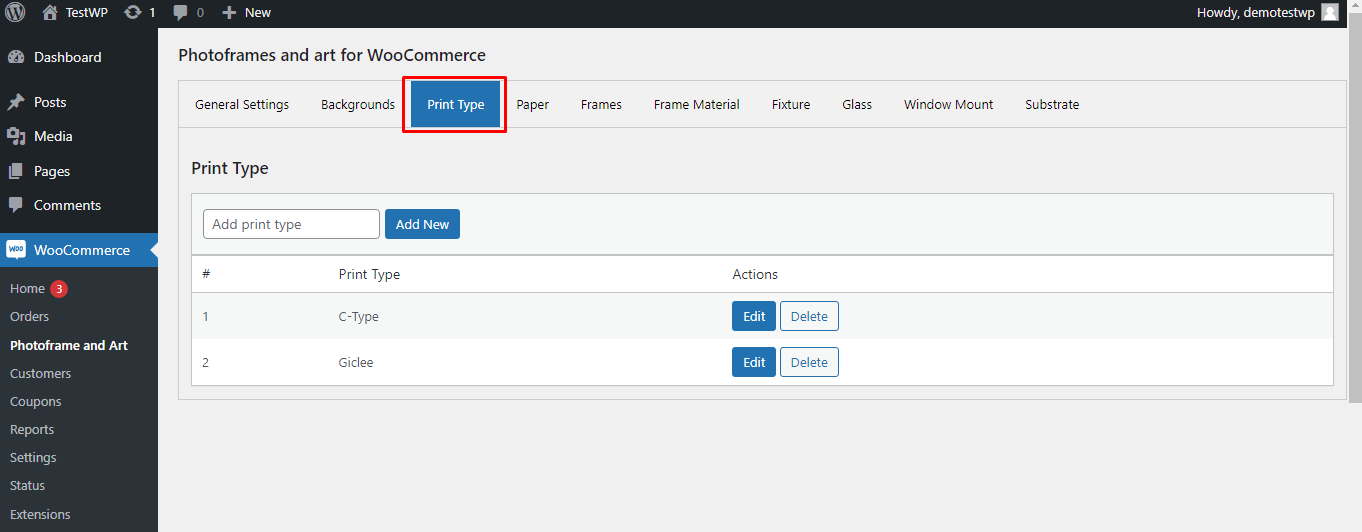 TestWP 1 0 New Howdy, demotestwp
Dashboard
Posts
Media
Pages
Comments
WOO WooCommerce
Home 3
Orders
Photoframe and Art
Customers
Coupons
Reports
Settings
Status
Extensions
Photoframes and art for WooCommerce
General Settings Backgrounds Print Type Paper Frames Frame Material Fixture Glass Window Mount Substrate
Print Type
Add print type Add New
# Print Type Actions
1 C-Type Edit Delete
2 Giclee Edit Delete